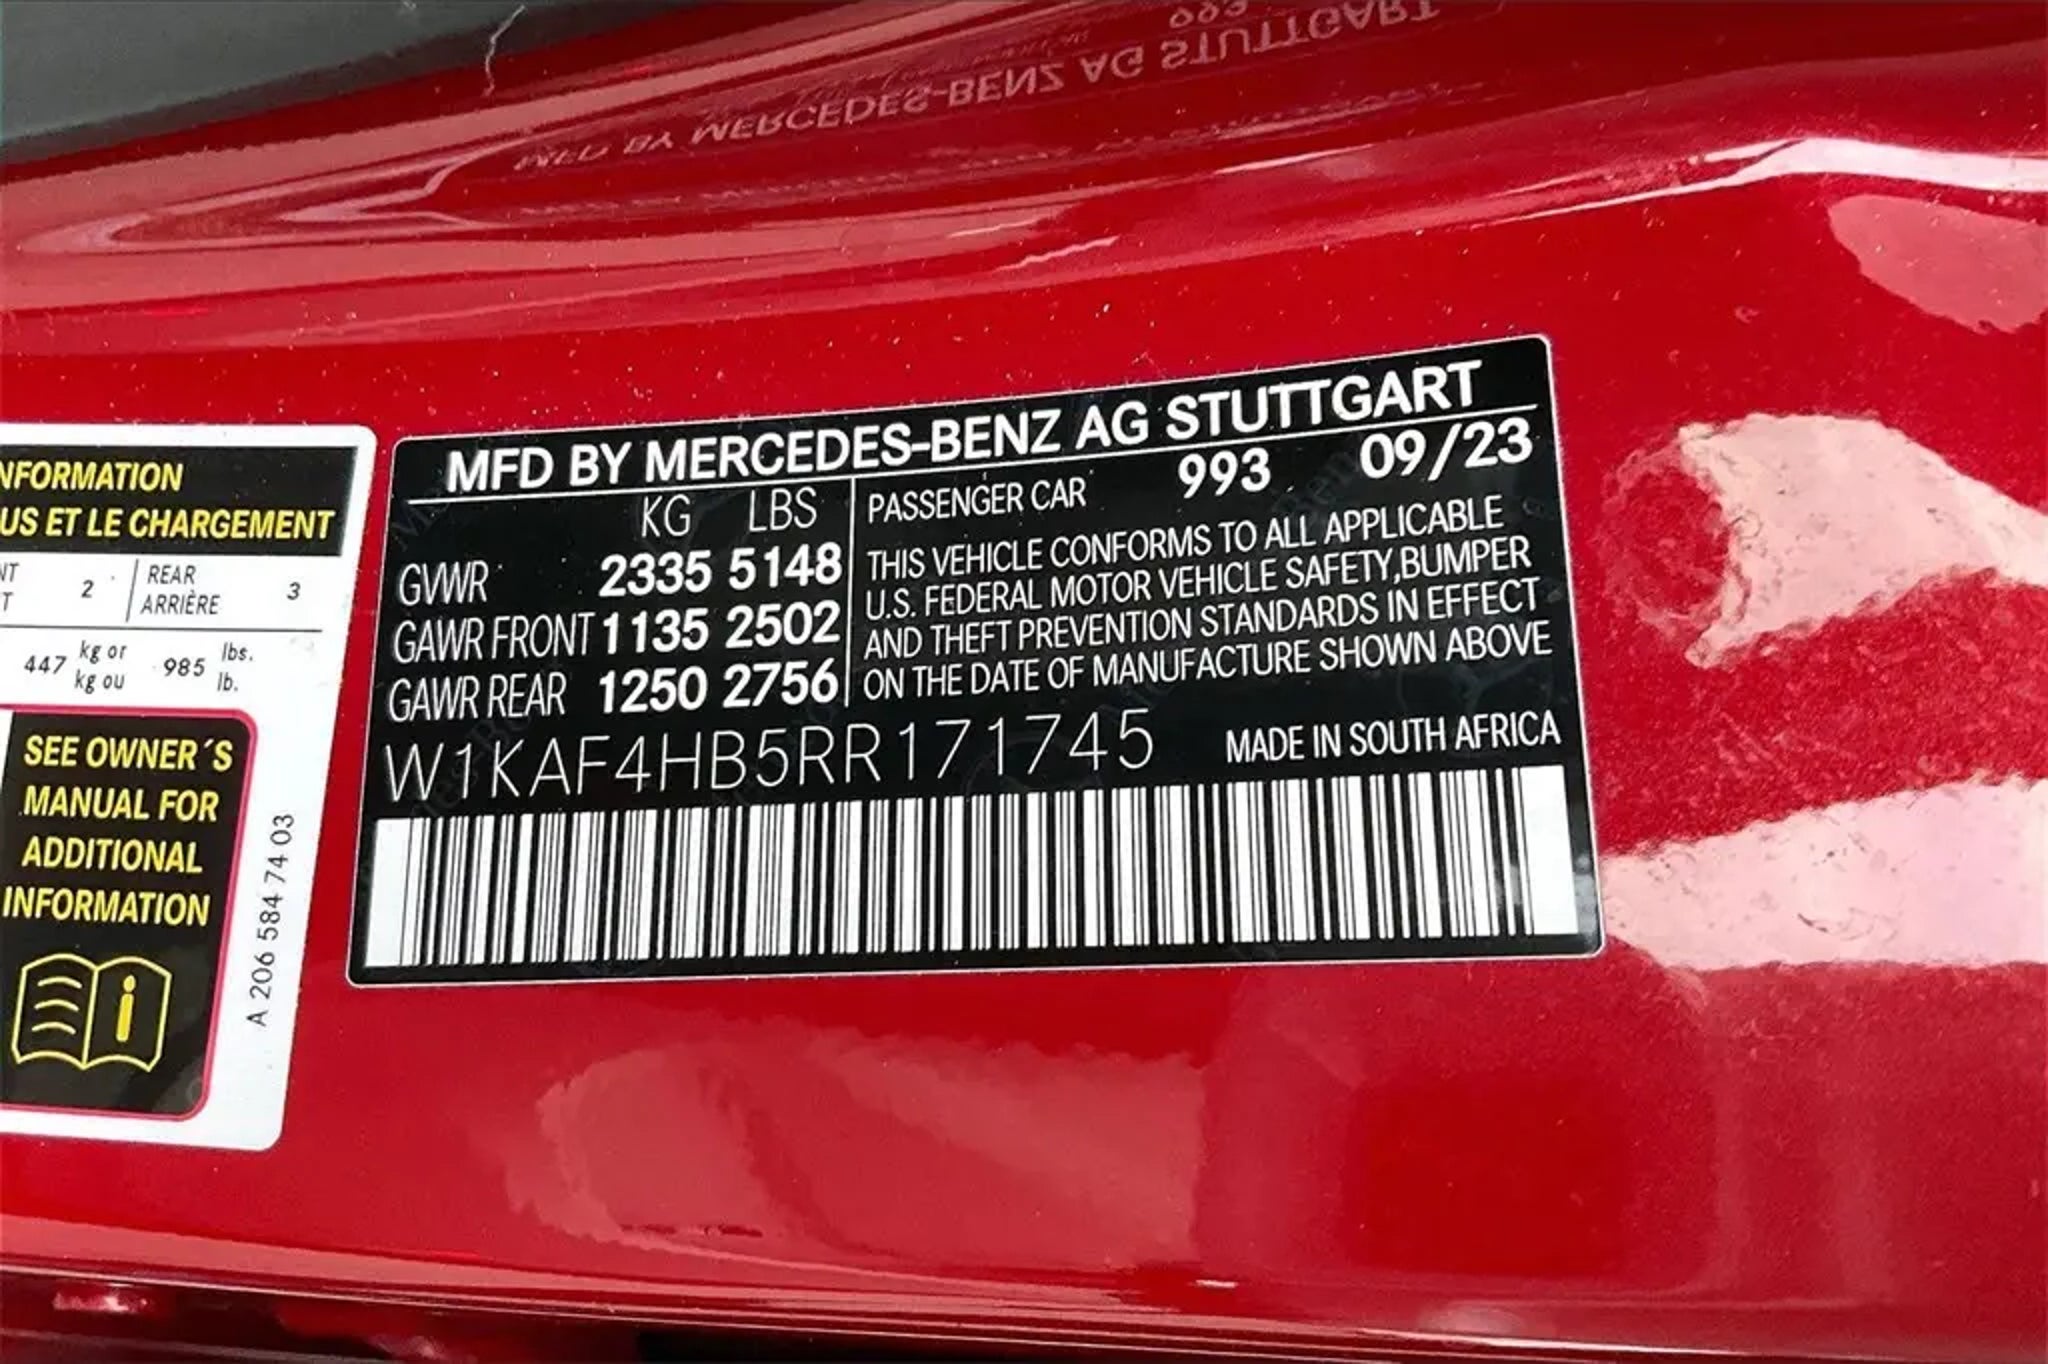 993
MFD BY MERCEDES-BENZ AG STUTTGART
NFORMATION
US ET LE CHARGEMENT
NT
T
2
REAR
ARRIÈRE
3
447
kg or
kg ou
985
lbs.
lb.
SEE OWNER´S
MANUAL FOR
ADDITIONAL
INFORMATION
A 206 584 74 03
MFD BY MERCEDES-BENZ AG STUTTGART
KG LBS
GVWR 2335 5148
GAWR FRONT 1135 2502
GAWR REAR 1250 2756
PASSENGER CAR 993 09/23
THIS VEHICLE CONFORMS TO ALL APPLICABLE
U.S. FEDERAL MOTOR VEHICLE SAFETY,BUMPER
AND THEFT PREVENTION STANDARDS IN EFFECT
ON THE DATE OF MANUFACTURE SHOWN ABOVE
W1KAF4HB5RR171745
MADE IN SOUTH AFRICA